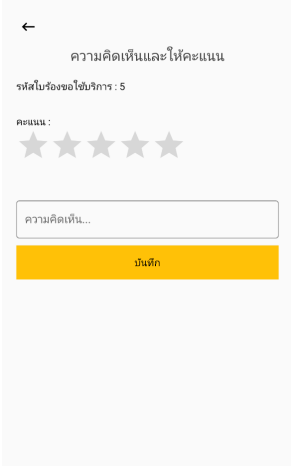 ความคิดเห็นและให้คะแนน
รหัสใบร้องขอใช้บริการ : 5
คะแนน :
ความคิดเห็น...
บันทึก